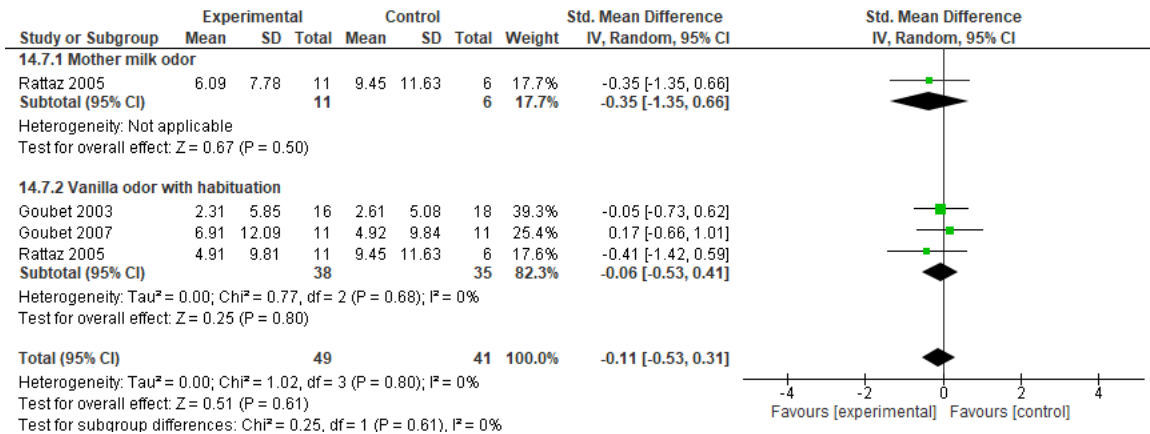 Experimental Control Std. Mean Difference Std. Mean Difference
Study or Subgroup Mean SD Total Mean SD Total Weight IV, Random, 95% CI IV, Random, 95% CI
14.7.1 Mother milk odor
Rattaz 2005 6.09 7.78 11 9.45 11.63 6 17.7% -0.35 [-1.35, 0.66]
Subtotal (95% CI) 11 6 17.7% -0.35 [-1.35, 0.66]
Heterogeneity: Not applicable
Test for overall effect: Z = 0.67 (P = 0.50)
14.7.2 Vanilla odor with habituation
Goubet 2003 2.31 5.85 16 2.61 5.08 18 39.3% -0.05 [-0.73, 0.62]
Goubet 2007 6.91 12.09 11 4.92 9.84 11 25.4% 0.17 [-0.66, 1.01]
Rattaz 2005 4.91 9.81 11 9.45 11.63 6 17.6% -0.41 [-1.42, 0.59]
Subtotal (95% CI) 38 35 82.3% -0.06 [-0.53, 0.41]
Heterogeneity: Tau² = 0.00; Chi² = 0.77, df = 2 (P = 0.68); I² = 0%
Test for overall effect: Z = 0.25 (P = 0.80)
Total (95% CI) 49 41 100.0% -0.11 [-0.53, 0.31]
Heterogeneity: Tau² = 0.00; Chi² = 1.02, df = 3 (P = 0.80); I² = 0%
Test for overall effect: Z = 0.51 (P = 0.61)
Test for subgroup differences: Chi² = 0.25, df = 1 (P = 0.61), I² = 0%
-4 -2 0 2 4
Favours [experimental] Favours [control]